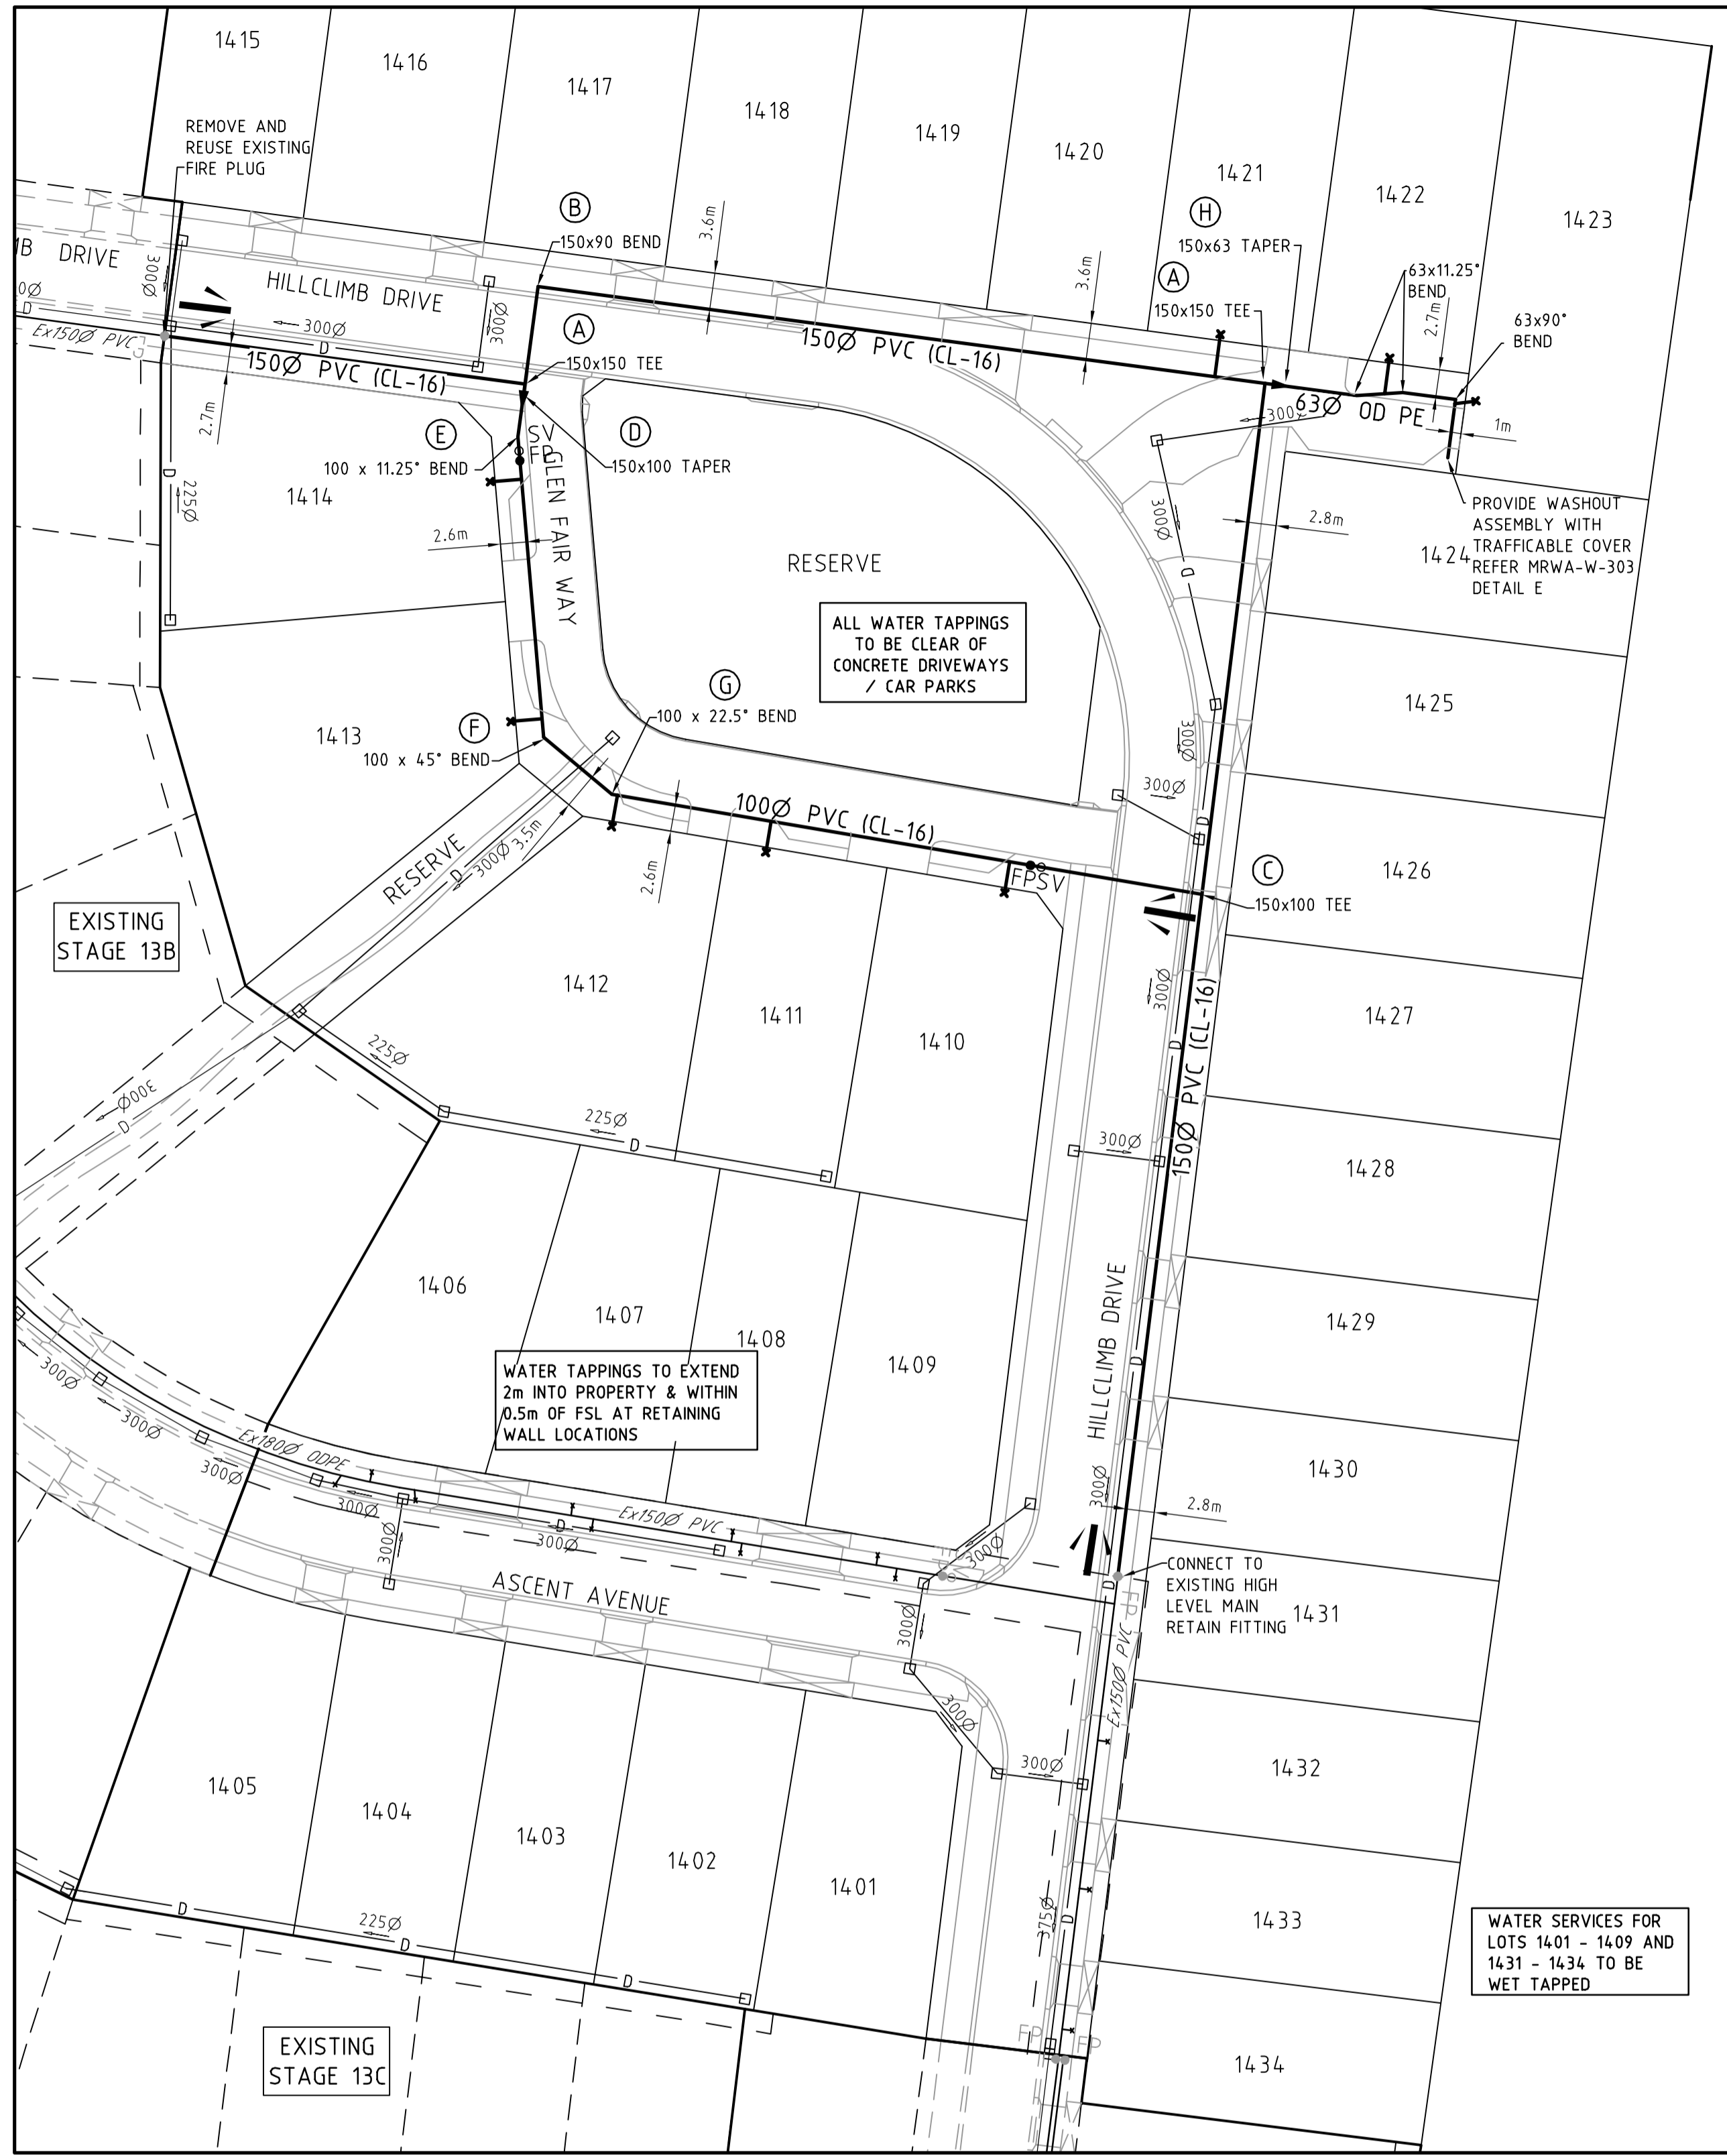 1415
1416
1417
1418
1419
1420
1421
1422
1423
REMOVE AND
REUSE EXISTING
FIRE PLUG
B
150x90 BEND
3.6m
H
150x63 TAPER
3.6m
A
150x150 TEE
63x11.25°
BEND
2.7m
63x90°
BEND
DRIVE
300Ø
HILLCLIMB DRIVE
300Ø
D
D
Ex150Ø PVC
300Ø
150Ø PVC (CL-16)
2.7m
A
150x150 TEE
150Ø PVC (CL-16)
63Ø OD PE
300Ø
1m
E
100 x 11.25° BEND
SV
FP
D
150x100 TAPER
GLEN FAIR WAY
D
225Ø
1414
2.6m
RESERVE
300Ø
D
2.8m
1424
PROVIDE WASHOUT
ASSEMBLY WITH
TRAFFICABLE COVER
REFER MRWA-W-303
DETAIL E
ALL WATER TAPPINGS
TO BE CLEAR OF
CONCRETE DRIVEWAYS
/ CAR PARKS
G
100 x 22.5° BEND
1413
F
100 x 45° BEND
1425
300Ø
300Ø
D
100Ø PVC (CL-16)
3.5m
300Ø
D
2.6m
RESERVE
FPSV
C
150x100 TEE
1426
EXISTING
STAGE 13B
1412
1411
1410
300Ø
D
150Ø PVC (CL-16)
1427
225Ø
300Ø
D
225Ø
D
300Ø
1428
1406
1407
1408
1409
HILLCLIMB DRIVE
D
1429
WATER TAPPINGS TO EXTEND
2m INTO PROPERTY & WITHIN
0.5m OF FSL AT RETAINING
WALL LOCATIONS
300Ø
300Ø
300Ø
Ex180Ø ODPE
300Ø
300Ø
D
300Ø
Ex150Ø PVC
300Ø
300Ø
1430
2.8m
ASCENT AVENUE
D
CONNECT TO
EXISTING HIGH
LEVEL MAIN
RETAIN FITTING
FP
1431
300Ø
300Ø
Ex150Ø PVC
300Ø
1405
1404
1403
1402
1401
1432
375Ø
D
1433
D
225Ø
D
D
WATER SERVICES FOR
LOTS 1401 - 1409 AND
1431 - 1434 TO BE
WET TAPPED
EXISTING
STAGE 13C
FP
FP
1434